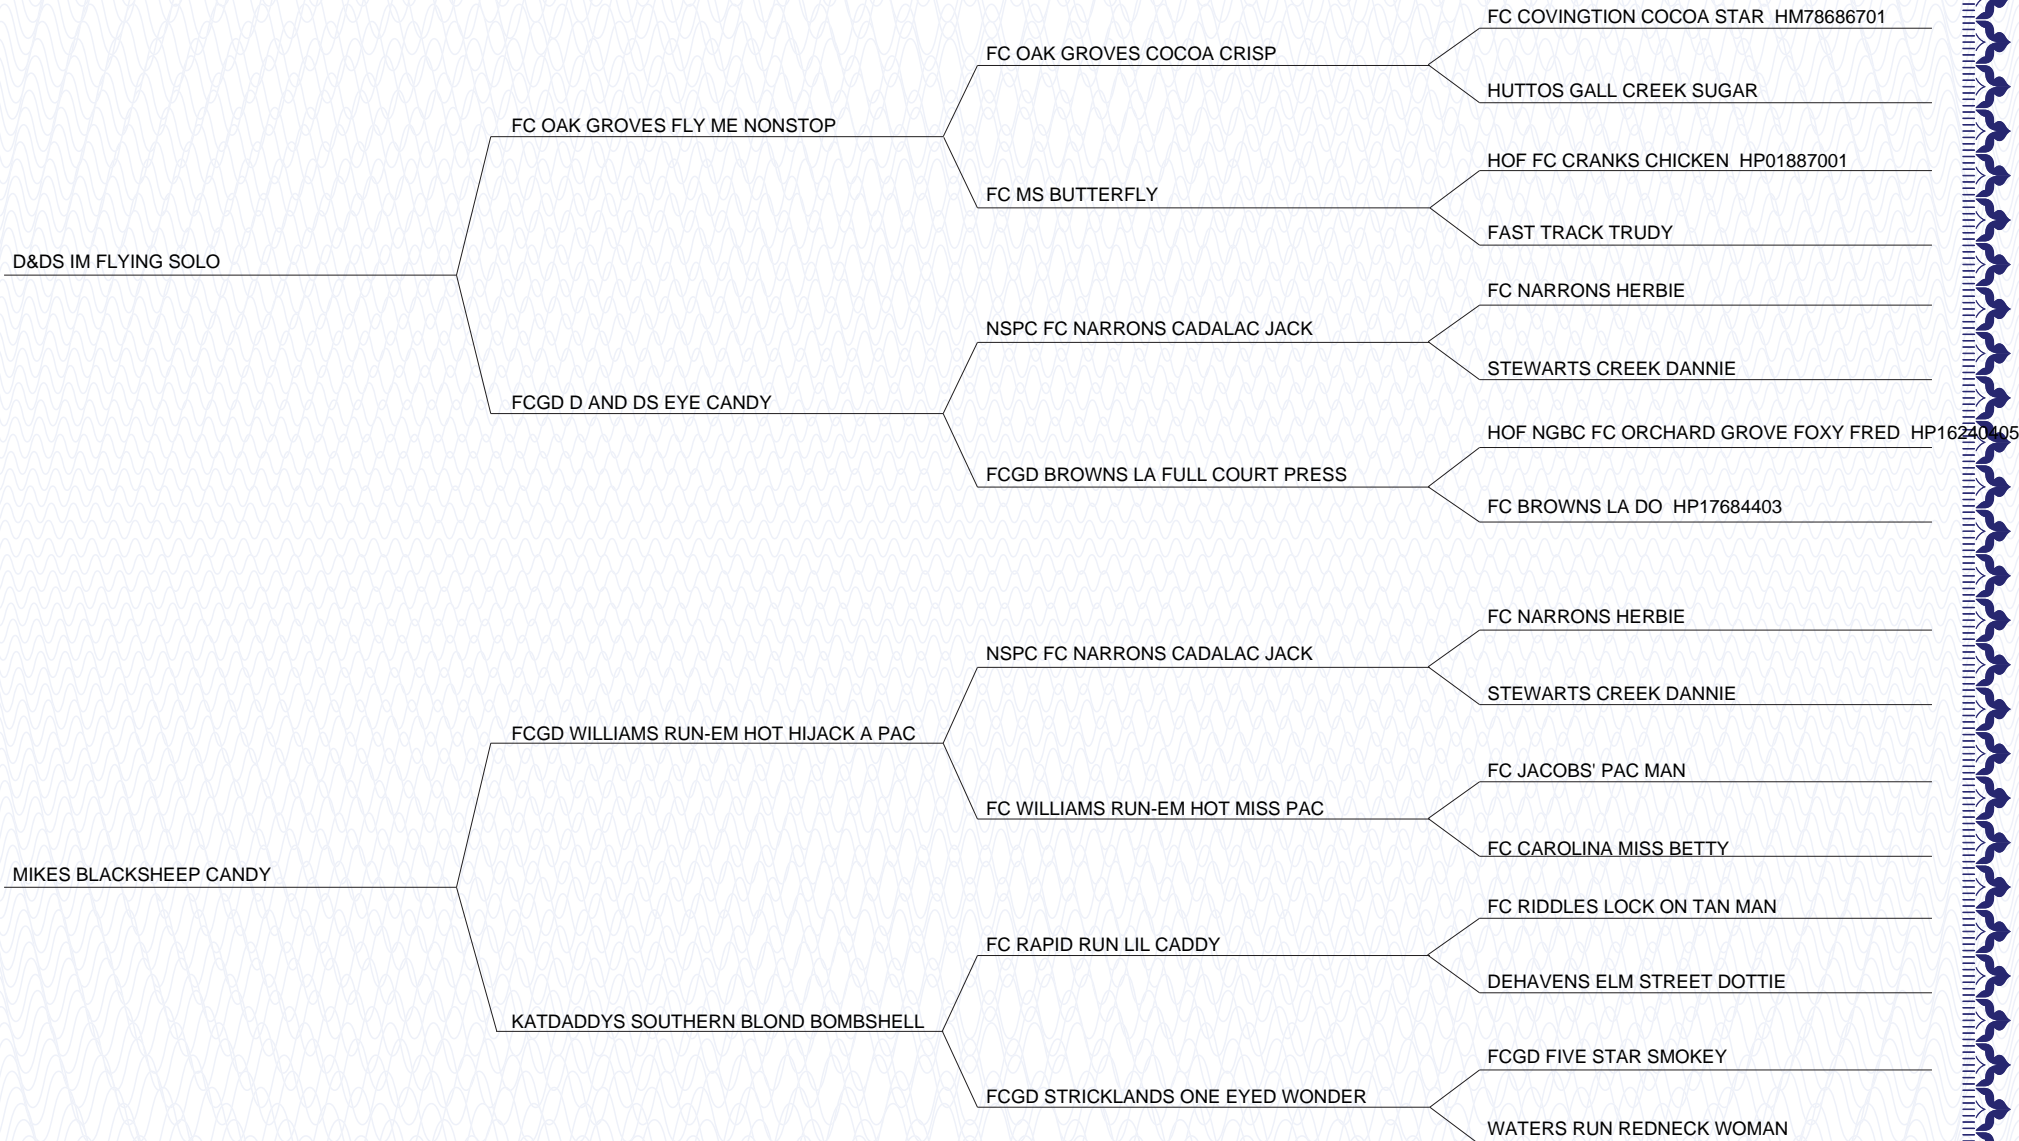 FC COVINGTION COCOA STAR  HM78686701
FC OAK GROVES COCOA CRISP
HUTTOS GALL CREEK SUGAR
FC OAK GROVES FLY ME NONSTOP
HOF FC CRANKS CHICKEN  HP01887001
FC MS BUTTERFLY
FAST TRACK TRUDY
D&DS IM FLYING SOLO
FC NARRONS HERBIE
NSPC FC NARRONS CADALAC JACK
STEWARTS CREEK DANNIE
FCGD D AND DS EYE CANDY
HOF NGBC FC ORCHARD GROVE FOXY FRED  HP16240405
FCGD BROWNS LA FULL COURT PRESS
FC BROWNS LA DO  HP17684403
FC NARRONS HERBIE
NSPC FC NARRONS CADALAC JACK
STEWARTS CREEK DANNIE
FCGD WILLIAMS RUN-EM HOT HIJACK A PAC
FC JACOBS' PAC MAN
FC WILLIAMS RUN-EM HOT MISS PAC
FC CAROLINA MISS BETTY
MIKES BLACKSHEEP CANDY
FC RIDDLES LOCK ON TAN MAN
FC RAPID RUN LIL CADDY
DEHAVENS ELM STREET DOTTIE
KATDADDYS SOUTHERN BLOND BOMBSHELL
FCGD FIVE STAR SMOKEY
FCGD STRICKLANDS ONE EYED WONDER
WATERS RUN REDNECK WOMAN